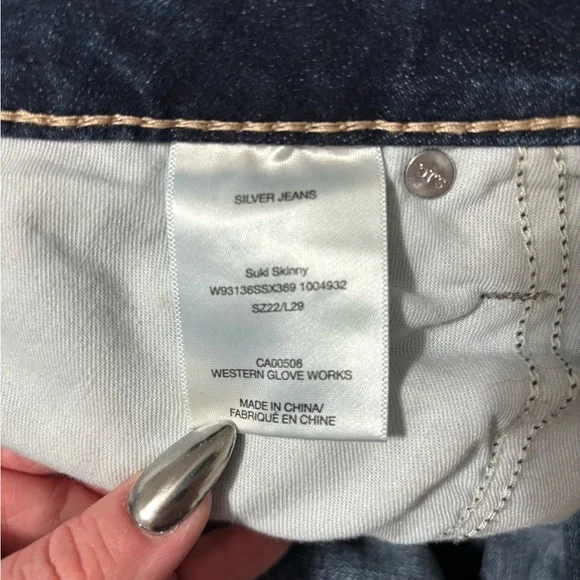 SILVER JEANS
Suki Skinny
W93136SSX369 1004932
SZ22/L29
CA00508
WESTERN GLOVE WORKS
MADE IN CHINA/
FABRIQUÉ EN CHINE